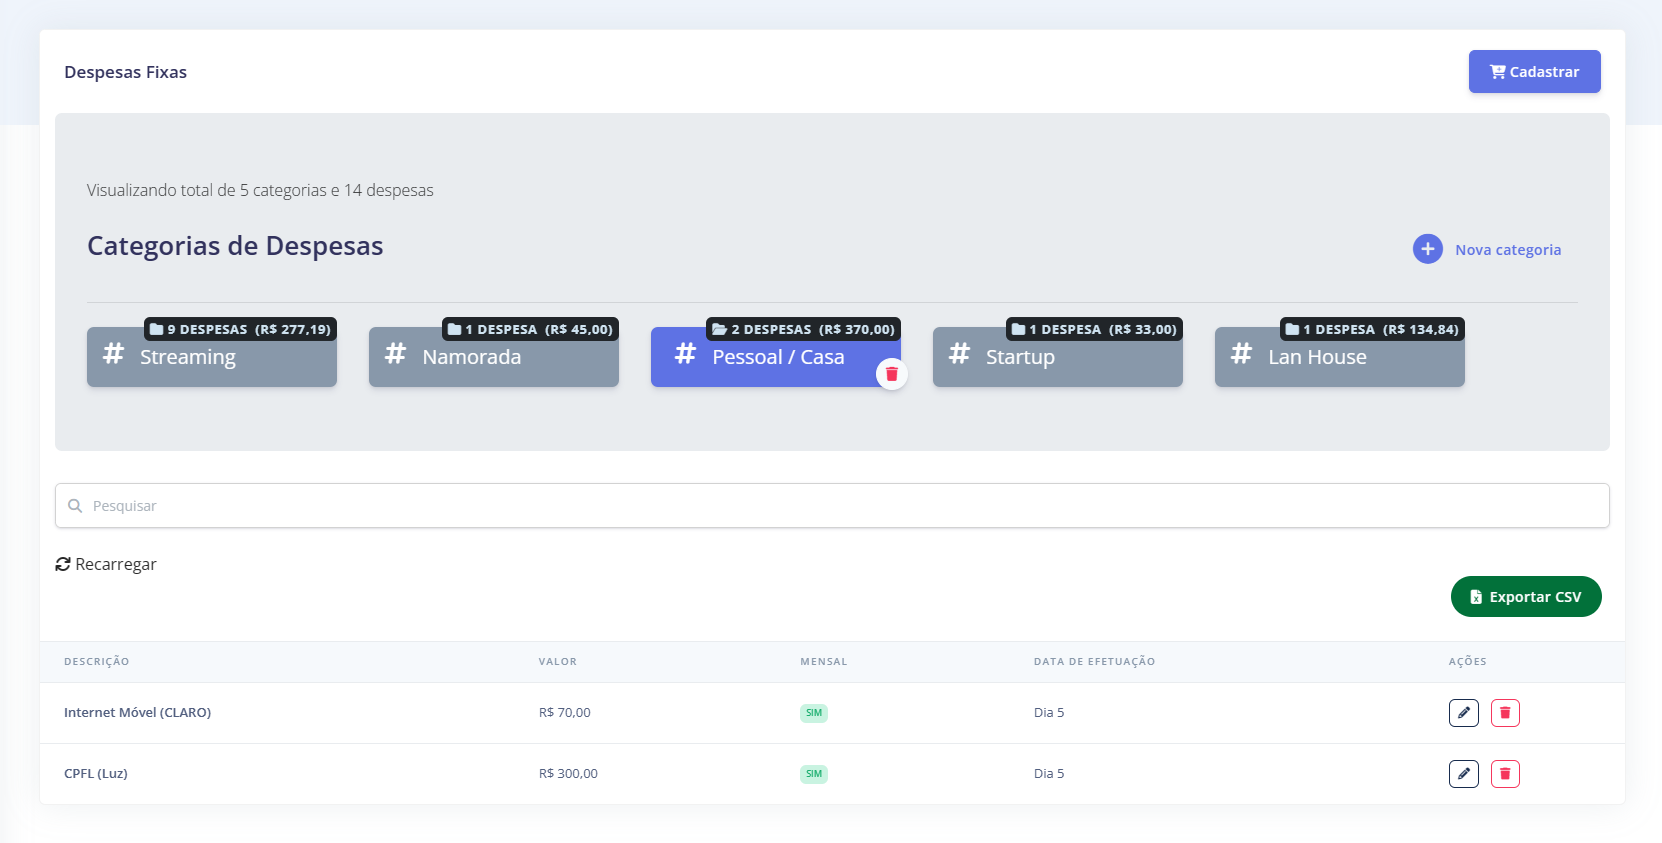 Despesas Fixas
Cadastrar
Visualizando total de 5 categorias e 14 despesas
Categorias de Despesas
Nova categoria
9 DESPESAS (R$ 277,19)
# Streaming
1 DESPESA (R$ 45,00)
# Namorada
2 DESPESAS (R$ 370,00)
# Pessoal / Casa
1 DESPESA (R$ 33,00)
# Startup
1 DESPESA (R$ 134,84)
# Lan House
Pesquisar
Recarregar
Exportar CSV
DESCRIÇÃO VALOR MENSAL DATA DE EFETUAÇÃO AÇÕES
Internet Móvel (CLARO) R$ 70,00 SIM Dia 5
CPFL (Luz) R$ 300,00 SIM Dia 5